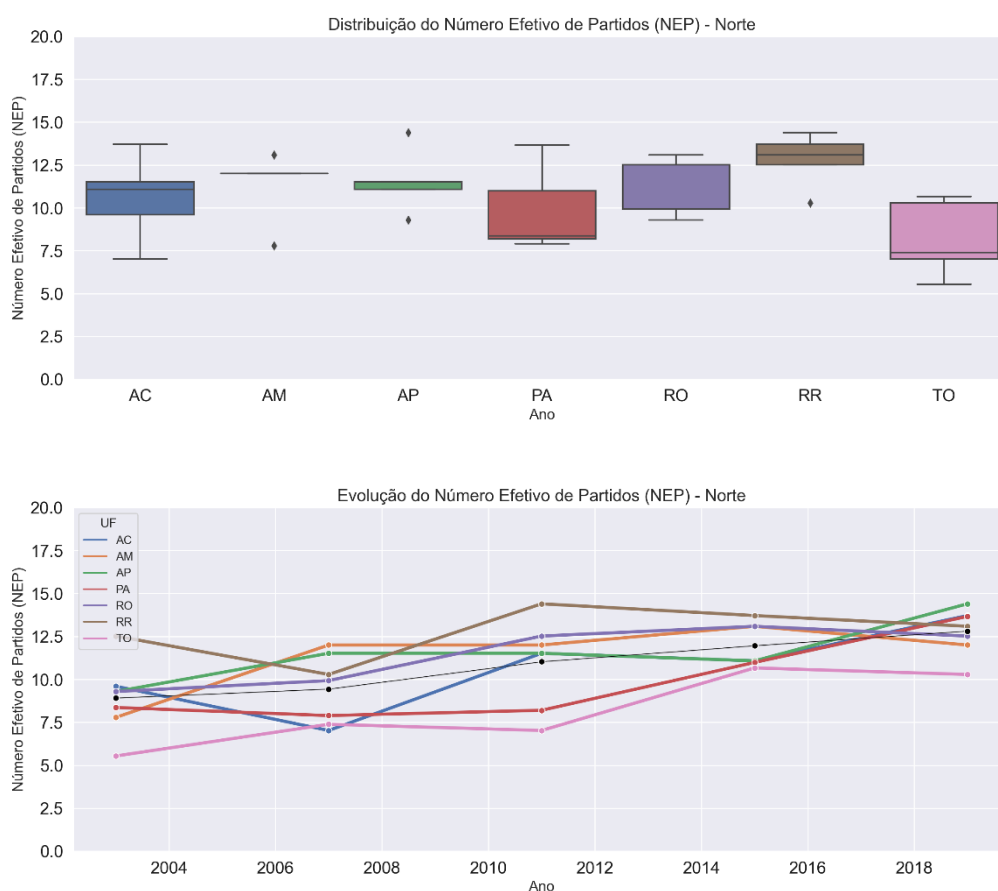 Distribuição do Número Efetivo de Partidos (NEP) - Norte
Número Efetivo de Partidos (NEP)
20.0
17.5
15.0
12.5
10.0
7.5
5.0
2.5
0.0
AC AM AP PA RO RR TO
Ano
Evolução do Número Efetivo de Partidos (NEP) - Norte
Número Efetivo de Partidos (NEP)
20.0
17.5
15.0
12.5
10.0
7.5
5.0
2.5
0.0
UF
AC
AM
AP
PA
RO
RR
TO
2004 2006 2008 2010 2012 2014 2016 2018
Ano